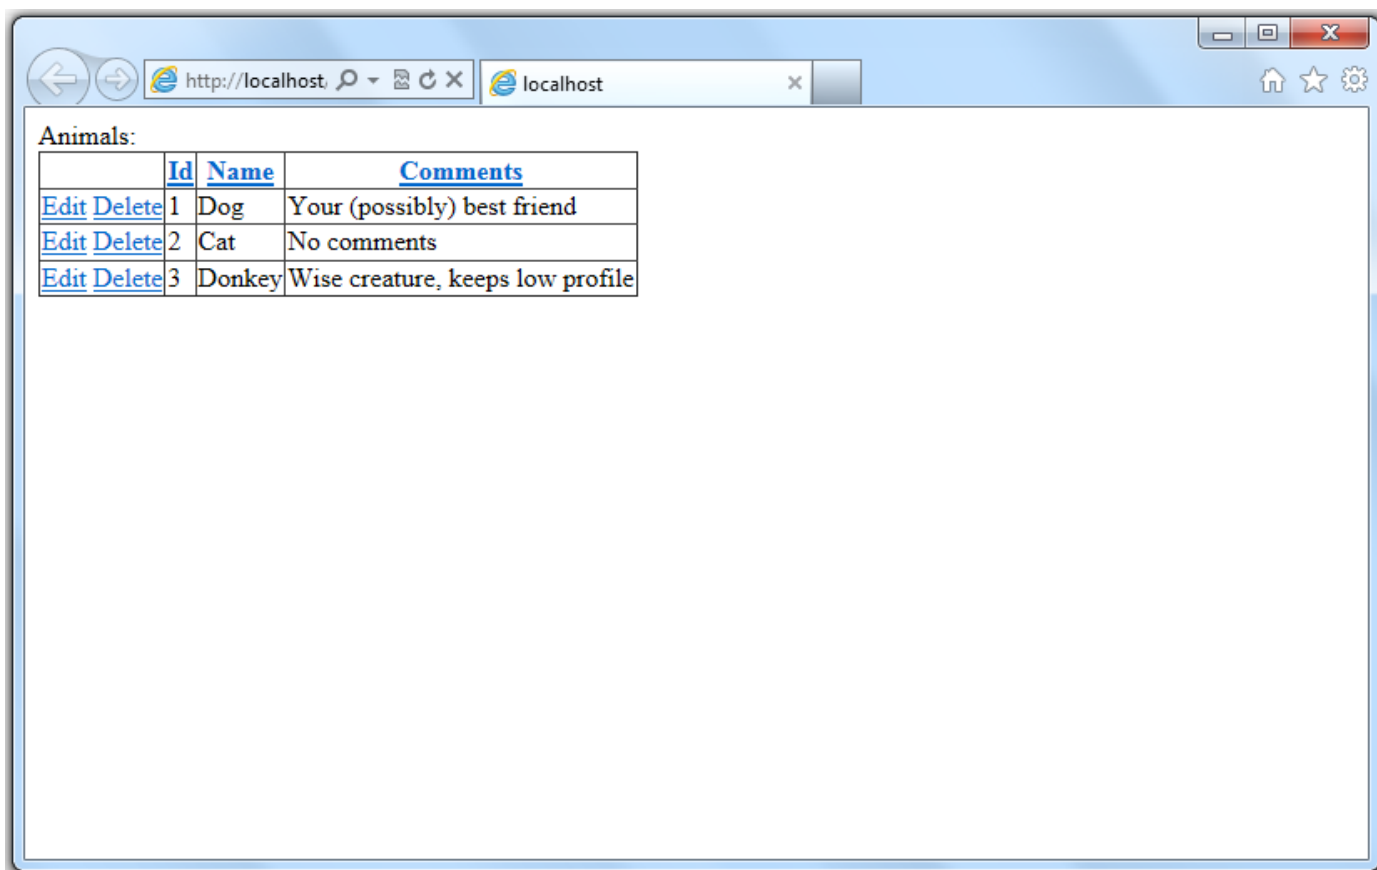 http://localhost, localhost
Animals:
Id Name Comments
Edit Delete 1 Dog Your (possibly) best friend
Edit Delete 2 Cat No comments
Edit Delete 3 Donkey Wise creature, keeps low profile